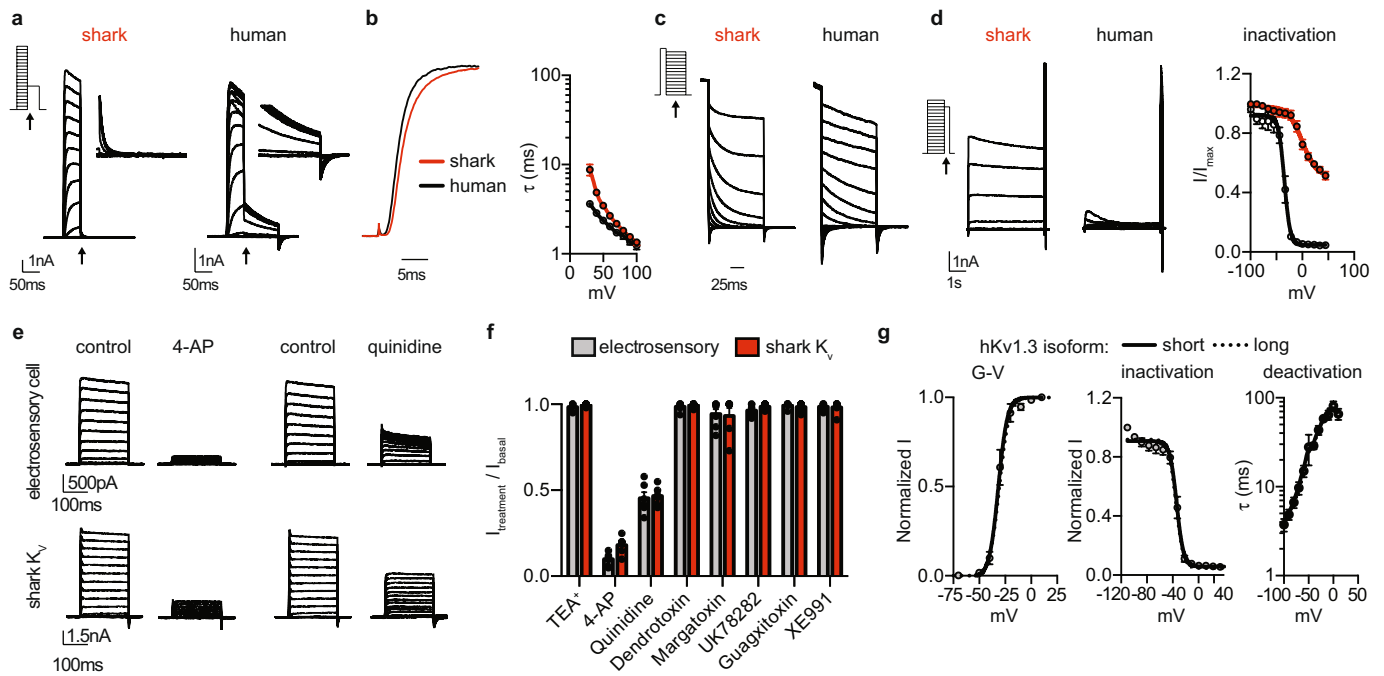 a
shark
human
1nA
50ms
1nA
50ms
b
shark
human
5ms
100
10
1
τ (ms)
0
50
100
mV
c
shark
human
25ms
d
shark
human
inactivation
1nA
1s
1.2
0.8
0.4
0.0
I/Imax
-100
0
100
mV
e
control
4-AP
control
quinidine
electrosensory cell
500pA
100ms
shark Kv
1.5nA
100ms
f
electrosensory
shark Kv
Itreatment / Ibasal
1.0
0.5
0.0
TEA+
4-AP
Quinidine
Dendrotoxin
Margatoxin
UK78282
Guagxitoxin
XE991
g
hKv1.3 isoform:
short
long
G-V
inactivation
deactivation
Normalized I
1.0
0.5
0.0
-75
-50
-25
0
25
mV
Normalized I
1.2
0.8
0.4
0.0
-120
-80
-40
0
40
mV
τ (ms)
100
10
1
-100
-50
0
50
mV